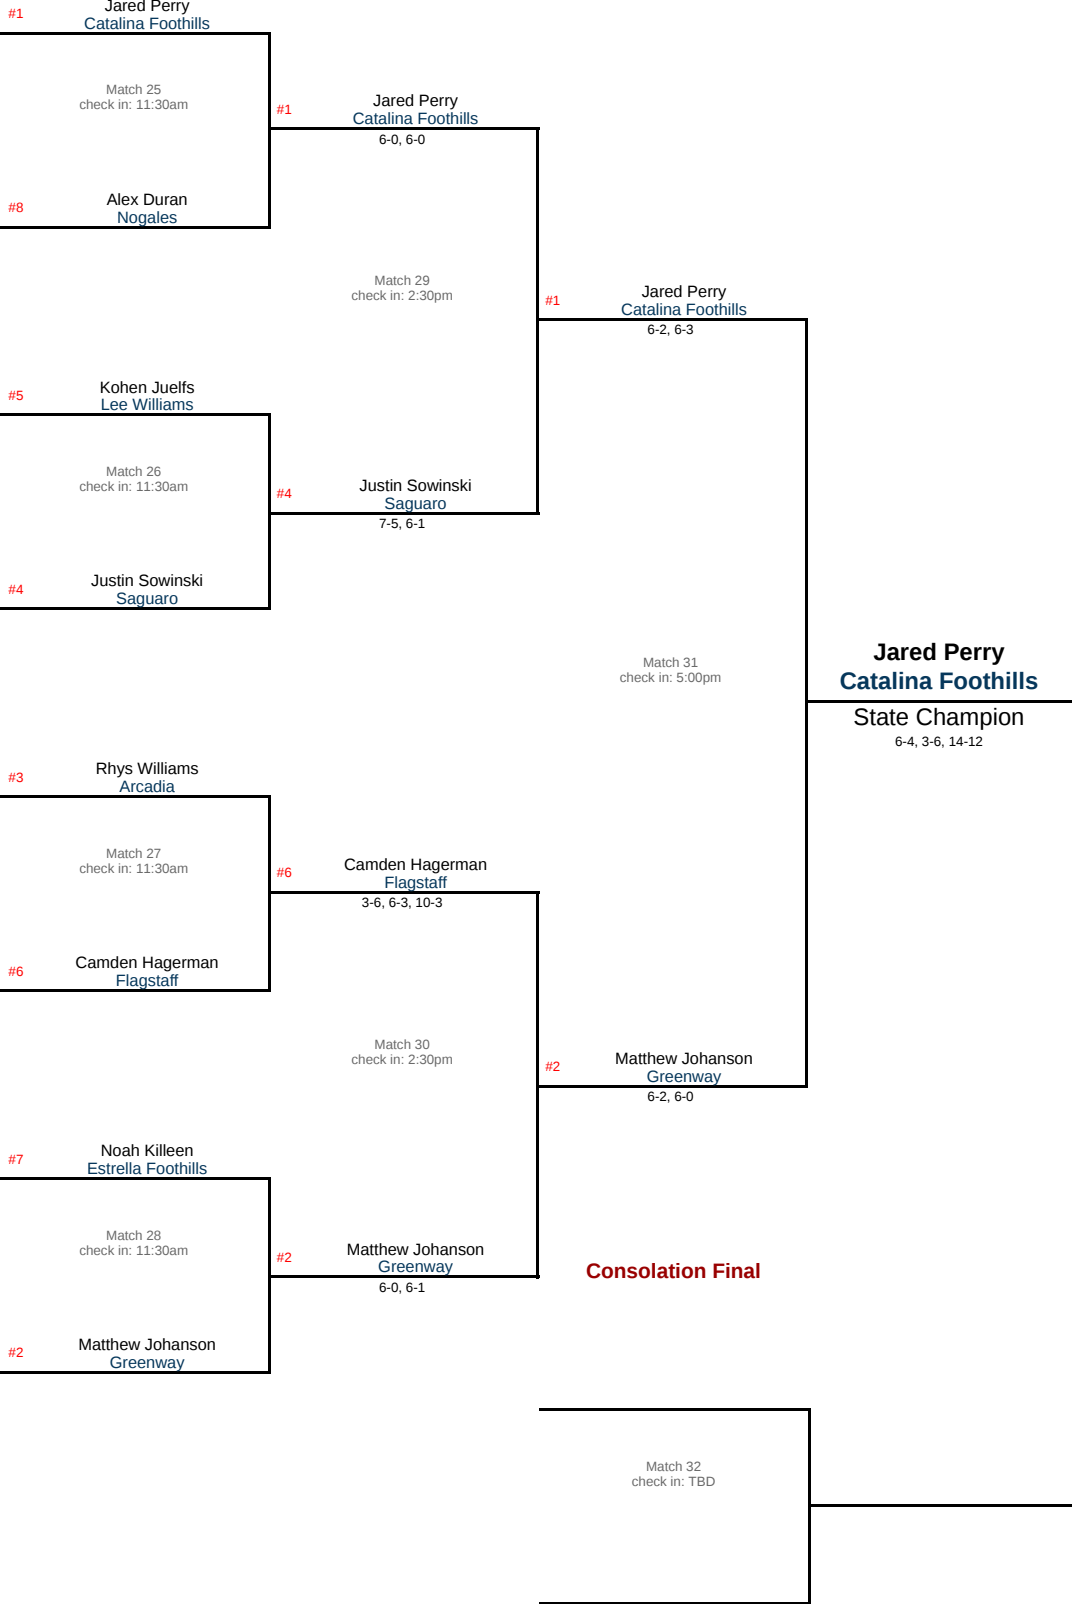 Jared Perry
#1
Catalina Foothills
Match 25
check in: 11:30am
Jared Perry
#1
Catalina Foothills
6-0, 6-0
Alex Duran
#8
Nogales
Match 29
check in: 2:30pm
Jared Perry
#1
Catalina Foothills
6-2, 6-3
Kohen Juelfs
#5
Lee Williams
Match 26
check in: 11:30am
Justin Sowinski
#4
Saguaro
7-5, 6-1
Justin Sowinski
#4
Saguaro
Match 31
check in: 5:00pm
Jared Perry
Catalina Foothills
State Champion
6-4, 3-6, 14-12
Rhys Williams
#3
Arcadia
Match 27
check in: 11:30am
Camden Hagerman
#6
Flagstaff
3-6, 6-3, 10-3
Camden Hagerman
#6
Flagstaff
Match 30
check in: 2:30pm
Matthew Johanson
#2
Greenway
6-2, 6-0
Noah Killeen
#7
Estrella Foothills
Match 28
check in: 11:30am
Matthew Johanson
#2
Greenway
6-0, 6-1
Consolation Final
Matthew Johanson
#2
Greenway
Match 32
check in: TBD